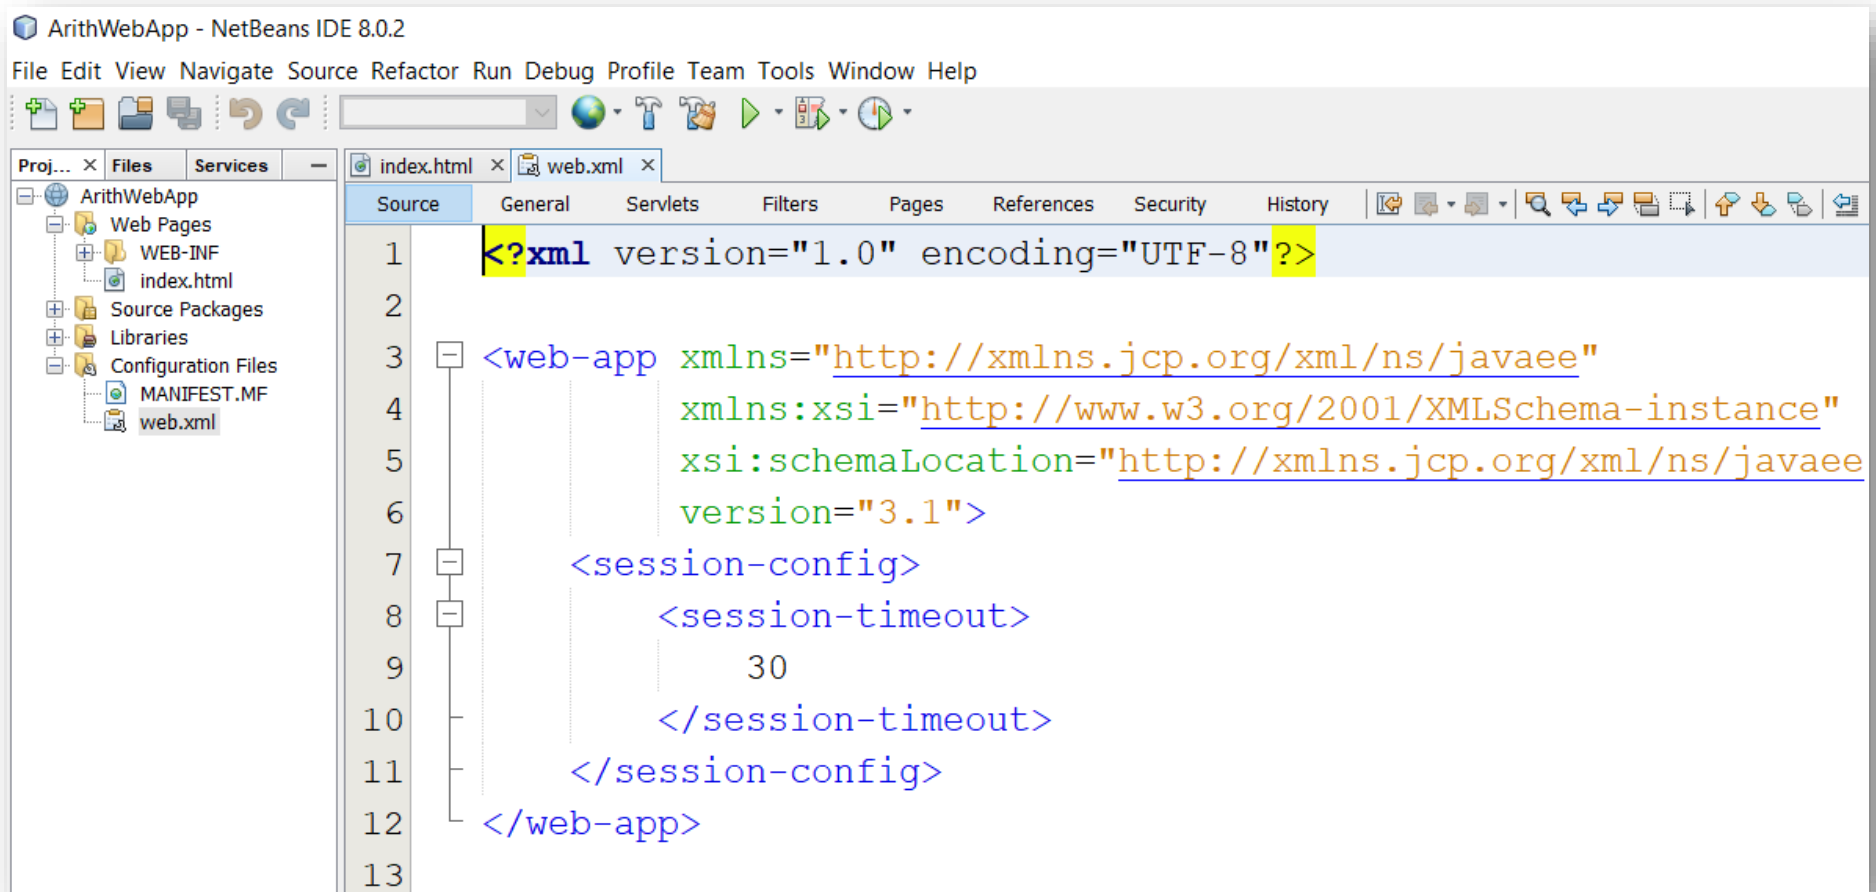 ArithWebApp - NetBeans IDE 8.0.2
File Edit View Navigate Source Refactor Run Debug Profile Team Tools Window Help
Proj... Files Services
index.html web.xml
ArithWebApp
Web Pages
WEB-INF
index.html
Source Packages
Libraries
Configuration Files
MANIFEST.MF
web.xml
Source General Servlets Filters Pages References Security History
1 <?xml version="1.0" encoding="UTF-8"?>
2
3 <web-app xmlns="http://xmlns.jcp.org/xml/ns/javaee"
4 xmlns:xsi="http://www.w3.org/2001/XMLSchema-instance"
5 xsi:schemaLocation="http://xmlns.jcp.org/xml/ns/javaee
6 version="3.1">
7 <session-config>
8 <session-timeout>
9 30
10 </session-timeout>
11 </session-config>
12 </web-app>
13